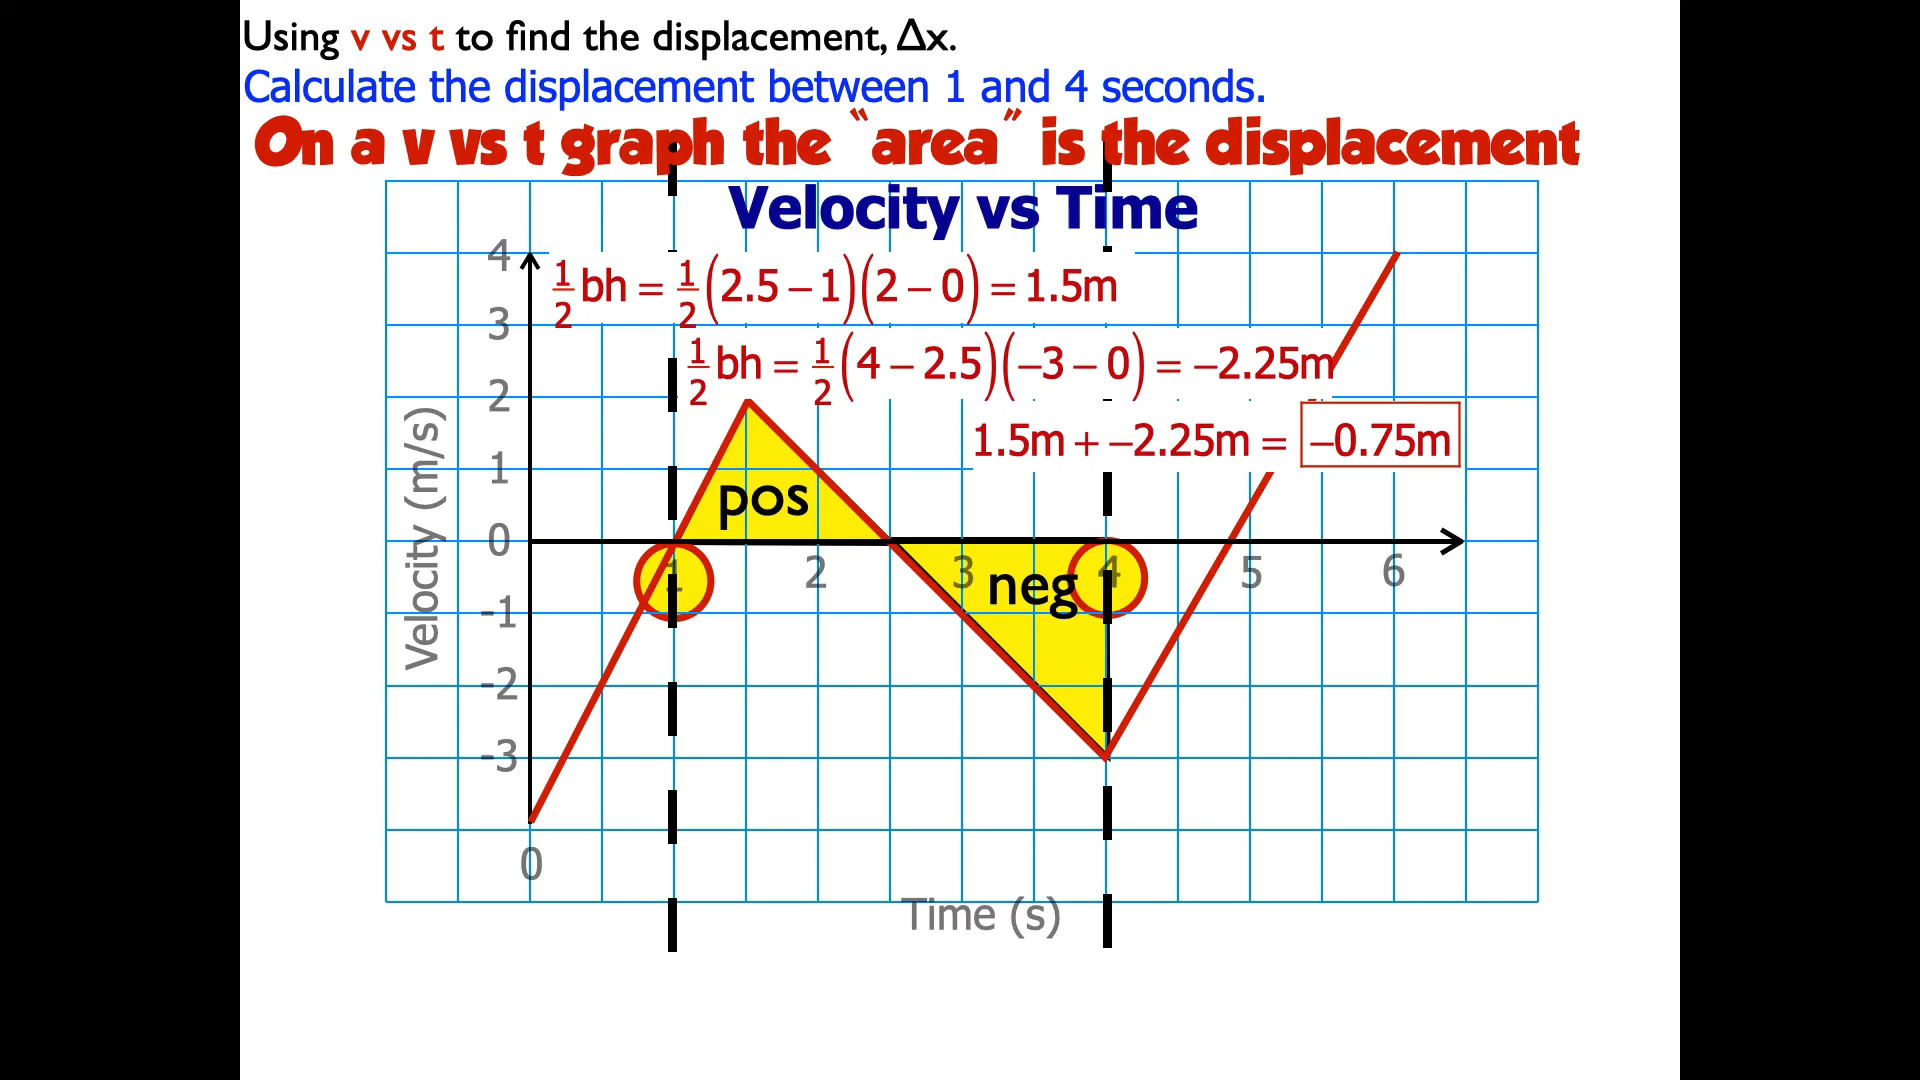 Using v vs t to find the displacement, Δx.
Calculate the displacement between 1 and 4 seconds.
On a v vs t graph the “area” is the displacement
Velocity vs Time
4
½bh = ½(2.5 – 1)(2 – 0) = 1.5m
3
½bh = ½(4 – 2.5)(–3 – 0) = –2.25m
2
1.5m + –2.25m = –0.75m
1
pos
0
1 2 3 4 5 6
neg
-1
-2
-3
0
Velocity (m/s)
Time (s)